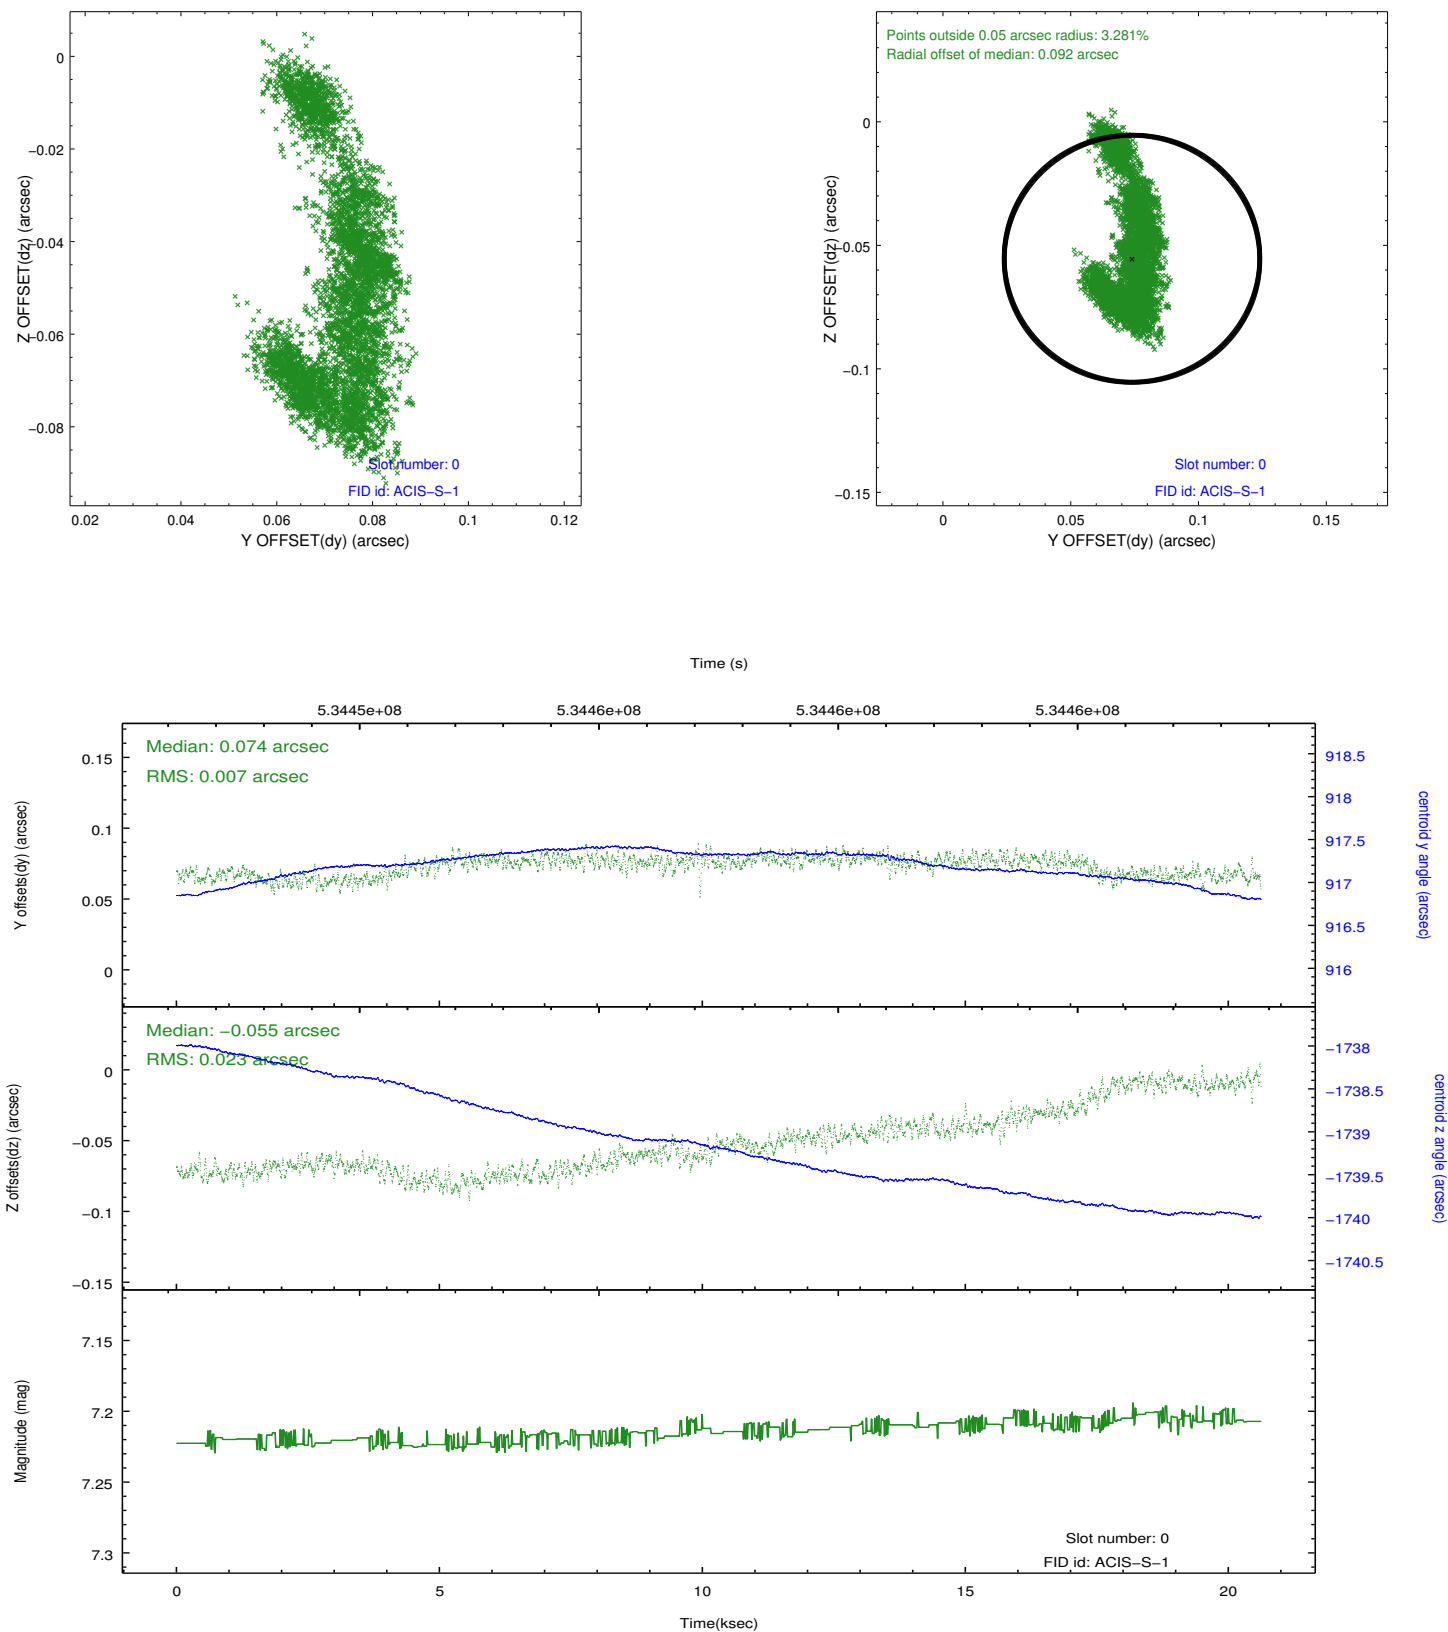 0
−0.02
−0.04
−0.06
−0.08
Z OFFSET(dz) (arcsec)
Slot number: 0
FID id: ACIS−S−1
0.02
0.04
0.06
0.08
0.1
0.12
Y OFFSET(dy) (arcsec)
Points outside 0.05 arcsec radius: 3.281%
Radial offset of median: 0.092 arcsec
0
−0.05
−0.1
−0.15
Z OFFSET(dz) (arcsec)
Slot number: 0
FID id: ACIS−S−1
0
0.05
0.1
0.15
Y OFFSET(dy) (arcsec)
Time (s)
5.3445e+08
5.3446e+08
5.3446e+08
5.3446e+08
Median: 0.074 arcsec
RMS: 0.007 arcsec
0.15
0.1
0.05
0
Y offsets(dy) (arcsec)
918.5
918
917.5
917
916.5
916
centroid y angle (arcsec)
Median: −0.055 arcsec
RMS: 0.023 arcsec
0
−0.05
−0.1
−0.15
Z offsets(dz) (arcsec)
−1738
−1738.5
−1739
−1739.5
−1740
−1740.5
centroid z angle (arcsec)
7.15
7.2
7.25
7.3
Magnitude (mag)
Slot number: 0
FID id: ACIS−S−1
0
5
10
15
20
Time(ksec)